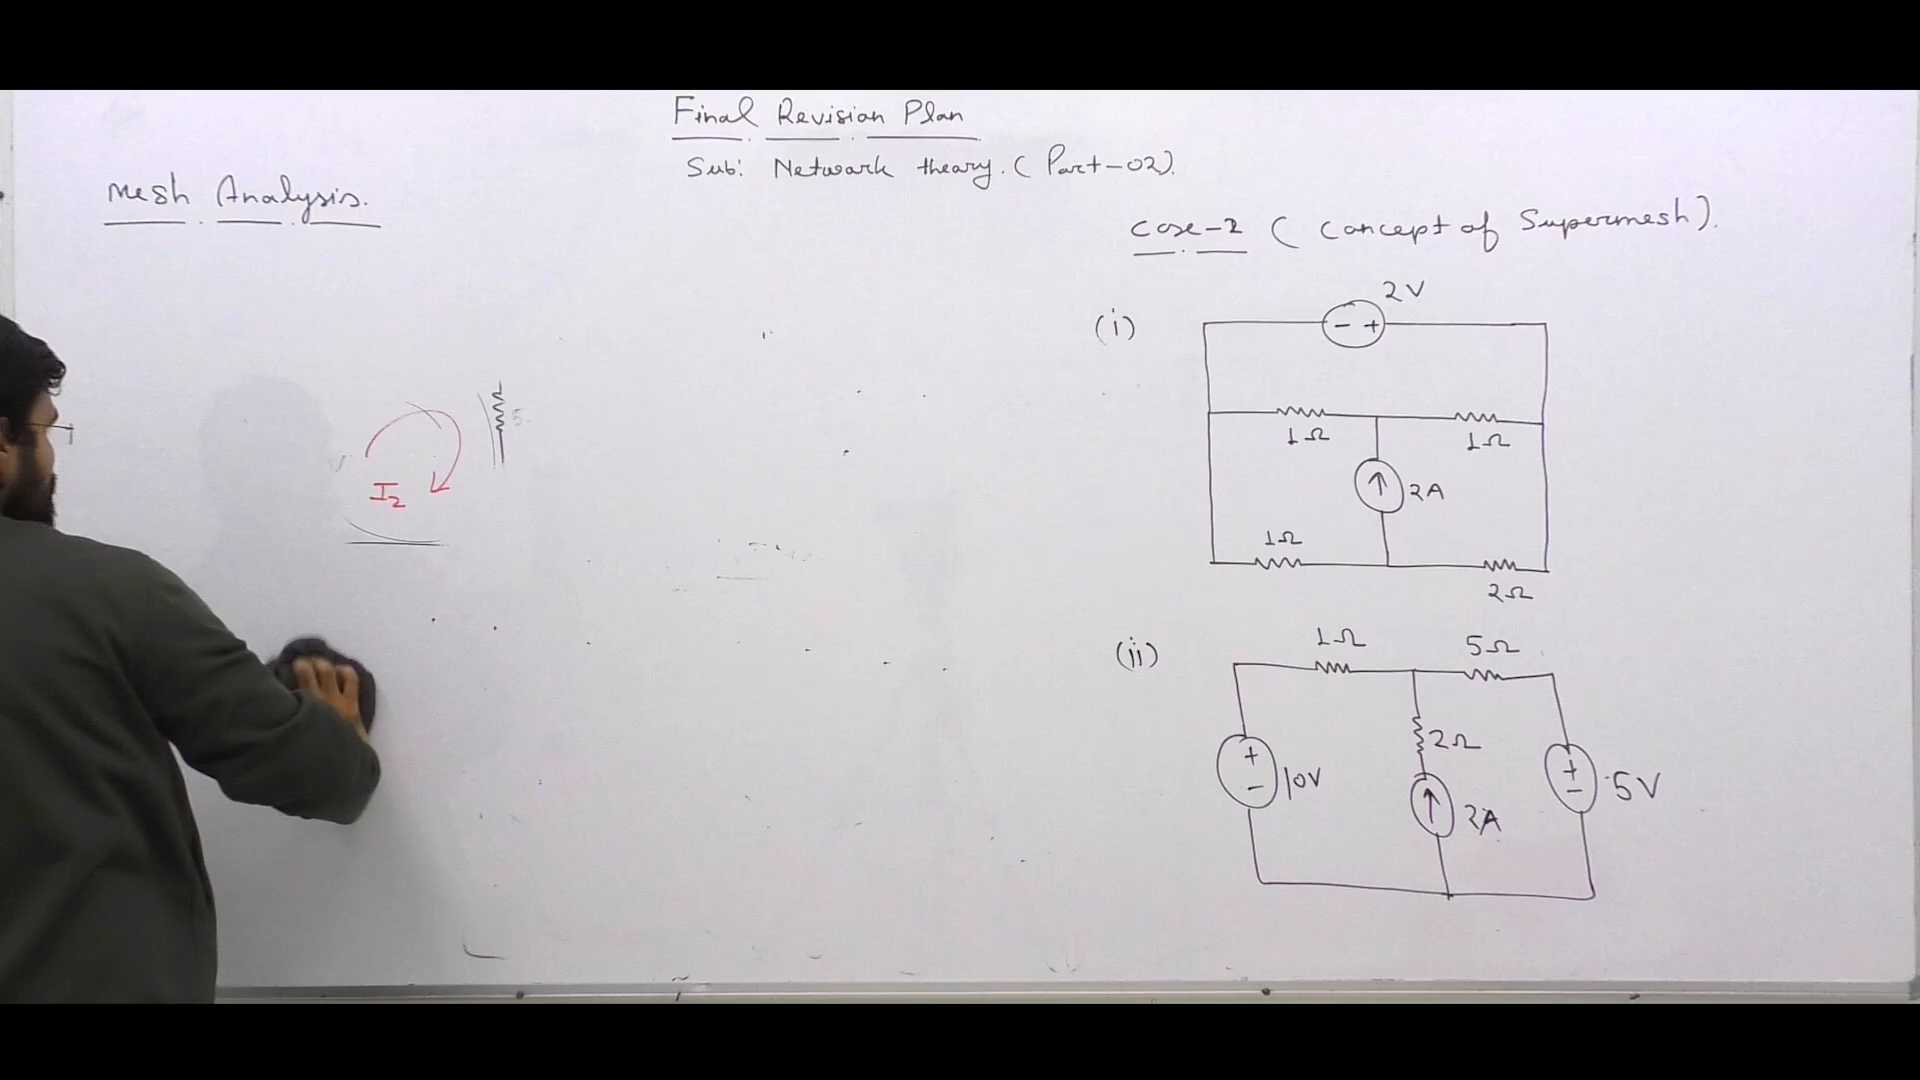 Final Revision Plan
Sub: Network theory. (Part-02).
Mesh Analysis.
Case-2 (Concept of Supermesh).
(i)
2V
- +
1Ω 1Ω
2A
1Ω
2Ω
I2
(ii)
1Ω 5Ω
2Ω
+ - 10V
2A
+ - 5V